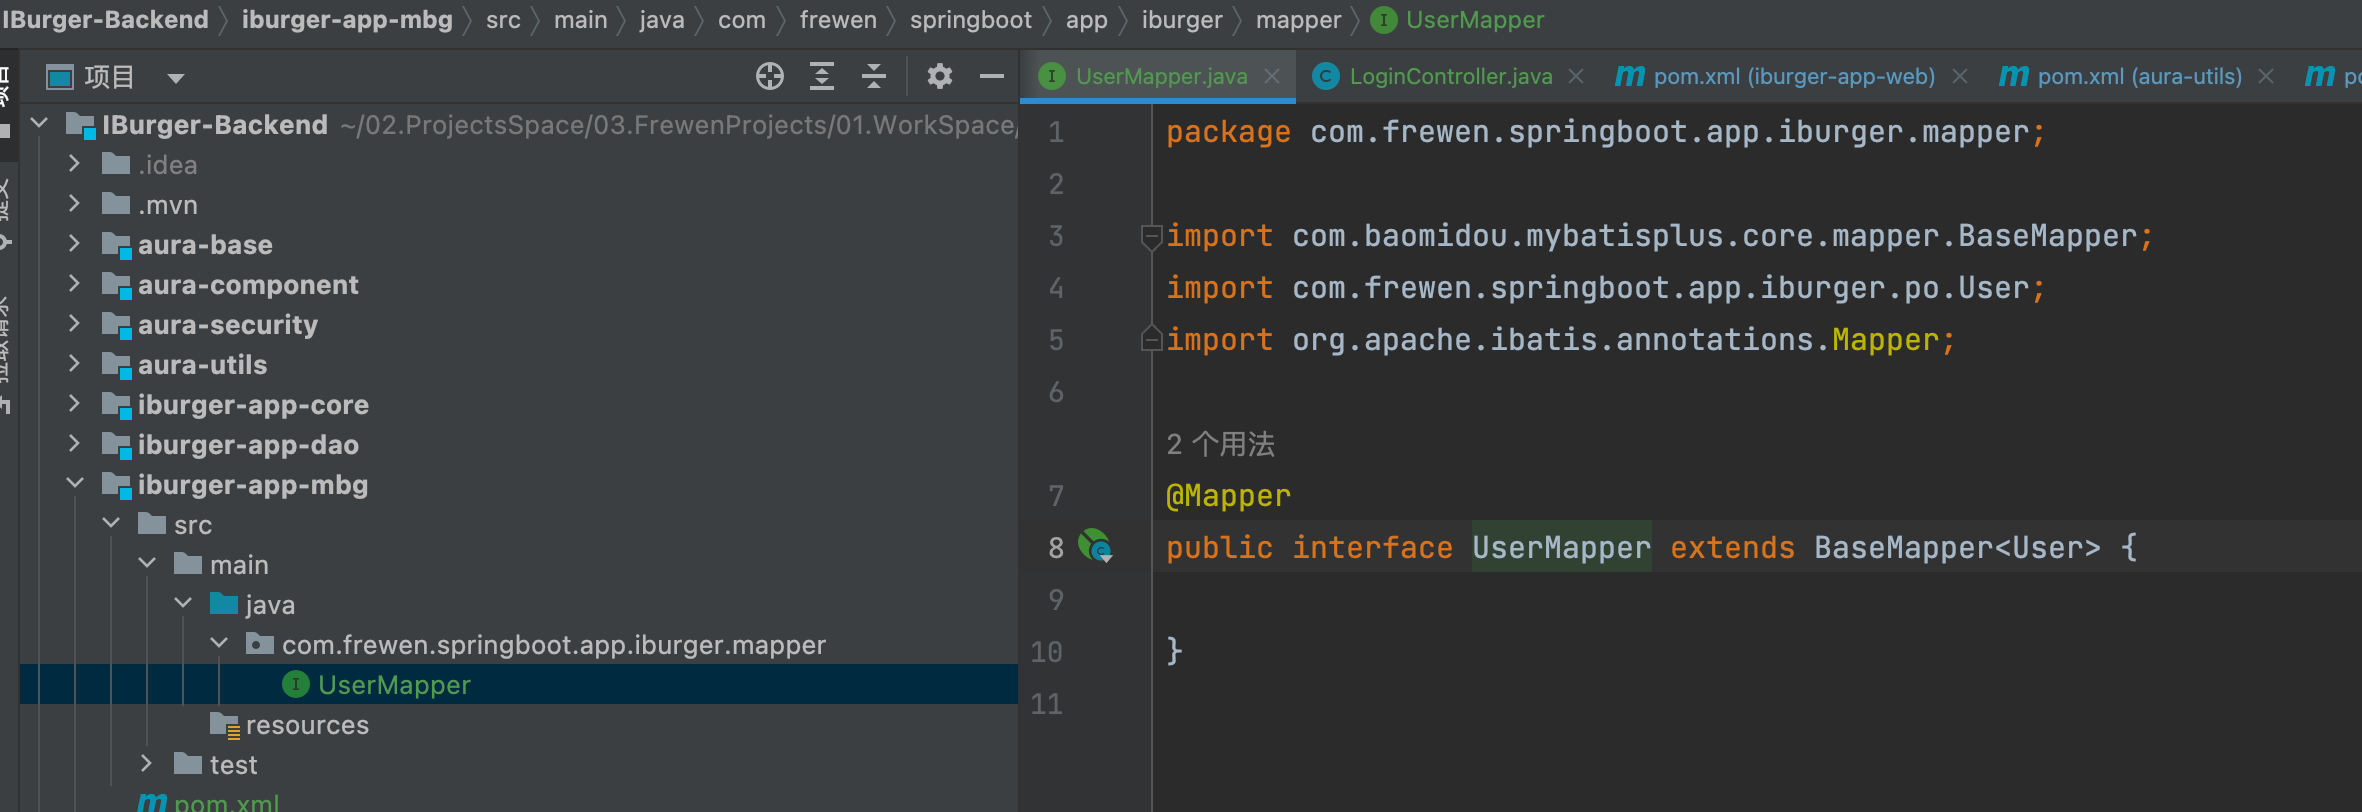 IBurger-Backend 〉 iburger-app-mbg 〉 src 〉 main 〉 java 〉 com 〉 frewen 〉 springboot 〉 app 〉 iburger 〉 mapper 〉 UserMapper
项目
UserMapper.java
LoginController.java
pom.xml (iburger-app-web)
pom.xml (aura-utils)
IBurger-Backend ~/02.ProjectsSpace/03.FrewenProjects/01.WorkSpace/
.idea
.mvn
aura-base
aura-component
aura-security
aura-utils
iburger-app-core
iburger-app-dao
iburger-app-mbg
src
main
java
com.frewen.springboot.app.iburger.mapper
UserMapper
resources
test
pom.xml
1 package com.frewen.springboot.app.iburger.mapper;
2
3 import com.baomidou.mybatisplus.core.mapper.BaseMapper;
4 import com.frewen.springboot.app.iburger.po.User;
5 import org.apache.ibatis.annotations.Mapper;
6
2 个用法
7 @Mapper
8 public interface UserMapper extends BaseMapper<User> {
9
10 }
11